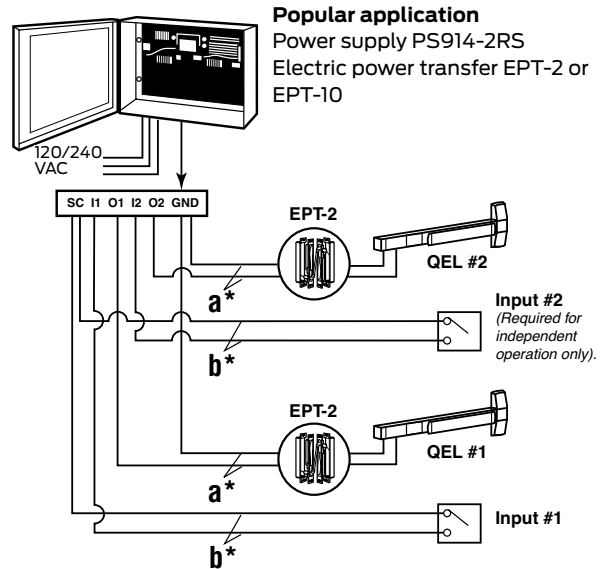 Popular application
Power supply PS914-2RS
Electric power transfer EPT-2 or
EPT-10
120/240
VAC
SC I1 O1 I2 O2 GND
EPT-2
QEL #2
a*
Input #2
(Required for
independent
operation only).
b*
EPT-2
QEL #1
a*
Input #1
b*